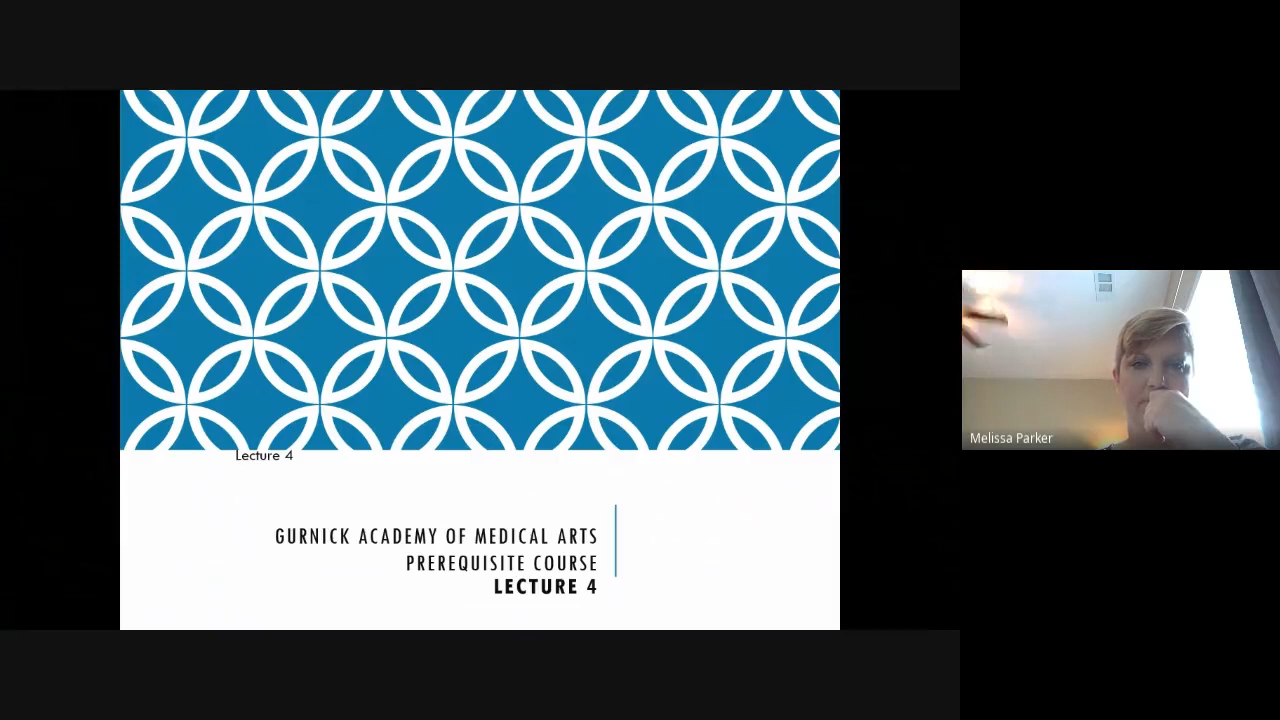 Lecture 4
GURNICK ACADEMY OF MEDICAL ARTS
PREREQUISITE COURSE
LECTURE 4
Melissa Parker